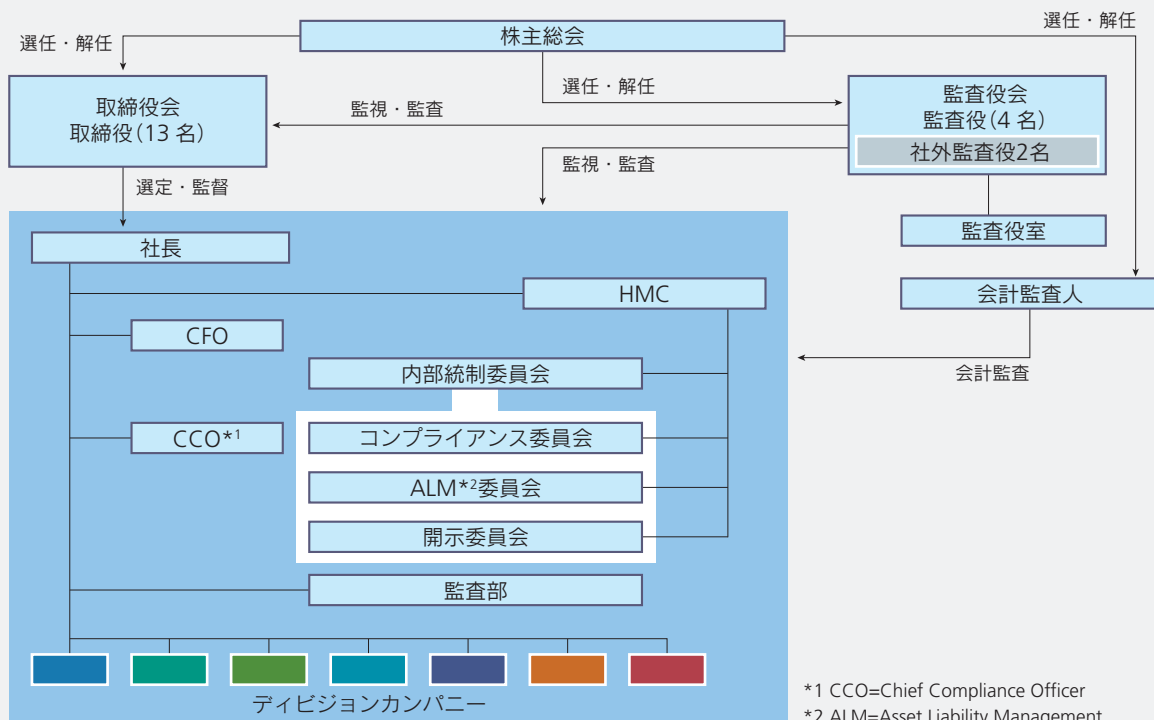 選任・解任
株主総会
選任・解任
取締役会
取締役(13 名)
選任・解任
監視・監査
監査役会
監査役(4 名)
社外監査役2名
監視・監査
選定・監督
監査役室
社長
HMC
会計監査人
CFO
会計監査
内部統制委員会
CCO*1
コンプライアンス委員会
ALM*2委員会
開示委員会
監査部
ディビジョンカンパニー
*1 CCO=Chief Compliance Officer
*2 ALM=Asset Liability Management